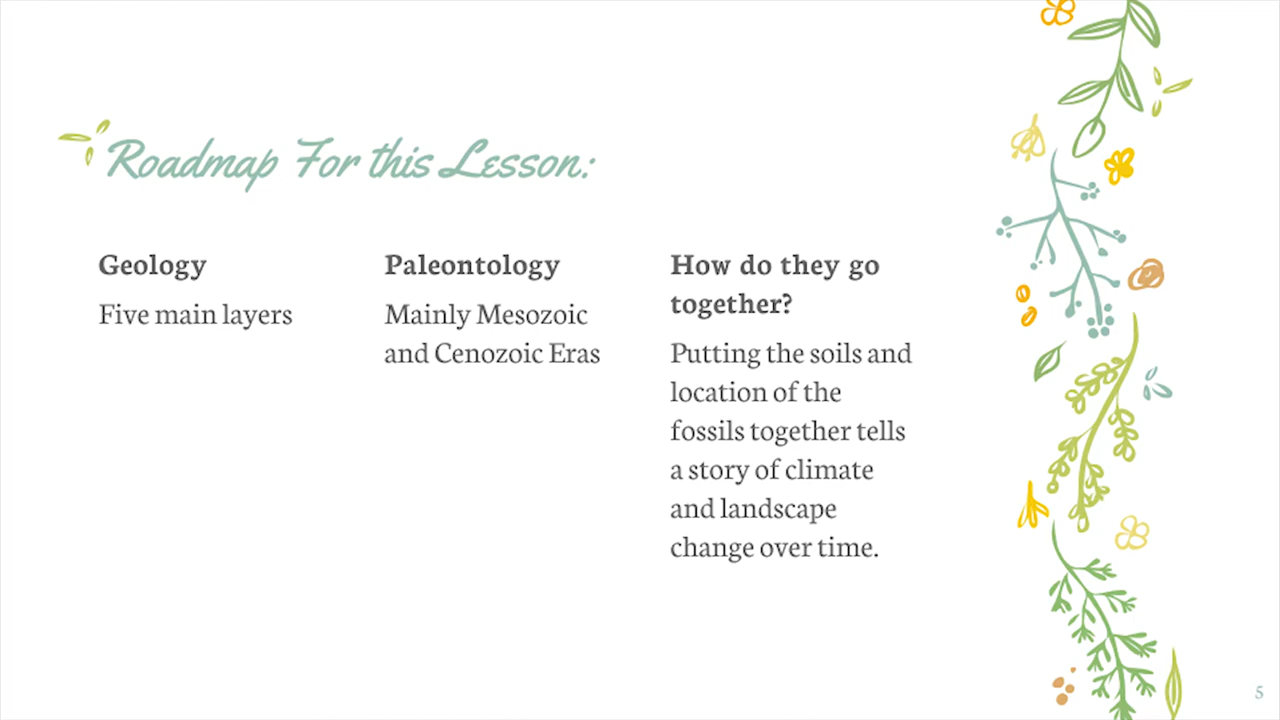 Roadmap For this Lesson:
Geology
Five main layers
Paleontology
Mainly Mesozoic
and Cenozoic Eras
How do they go
together?
Putting the soils and
location of the
fossils together tells
a story of climate
and landscape
change over time.
5